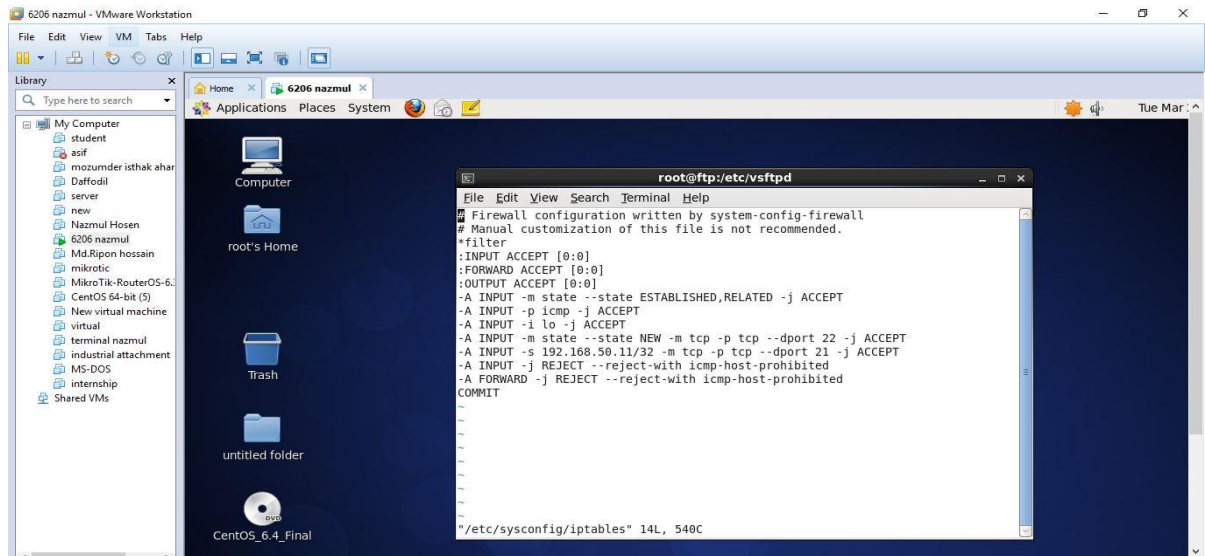 6206 nazmul - VMware Workstation
File Edit View VM Tabs Help
Library
Type here to search
My Computer
student
asif
mozumder isthak ahar
Daffodil
server
new
Nazmul Hosen
6206 nazmul
Md.Ripon hossain
mikrotic
MikroTik-RouterOS-6.
CentOS 64-bit (5)
New virtual machine
virtual
terminal nazmul
industrial attachment
MS-DOS
internship
Shared VMs
Home
6206 nazmul
Applications Places System
Tue Mar
Computer
root's Home
Trash
untitled folder
CentOS_6.4_Final
root@ftp:/etc/vsftpd
File Edit View Search Terminal Help
# Firewall configuration written by system-config-firewall
# Manual customization of this file is not recommended.
*filter
:INPUT ACCEPT [0:0]
:FORWARD ACCEPT [0:0]
:OUTPUT ACCEPT [0:0]
-A INPUT -m state --state ESTABLISHED,RELATED -j ACCEPT
-A INPUT -p icmp -j ACCEPT
-A INPUT -i lo -j ACCEPT
-A INPUT -m state --state NEW -m tcp -p tcp --dport 22 -j ACCEPT
-A INPUT -s 192.168.50.11/32 -m tcp -p tcp --dport 21 -j ACCEPT
-A INPUT -j REJECT --reject-with icmp-host-prohibited
-A FORWARD -j REJECT --reject-with icmp-host-prohibited
COMMIT
~
~
~
~
~
~
~
~
"/etc/sysconfig/iptables" 14L, 540C